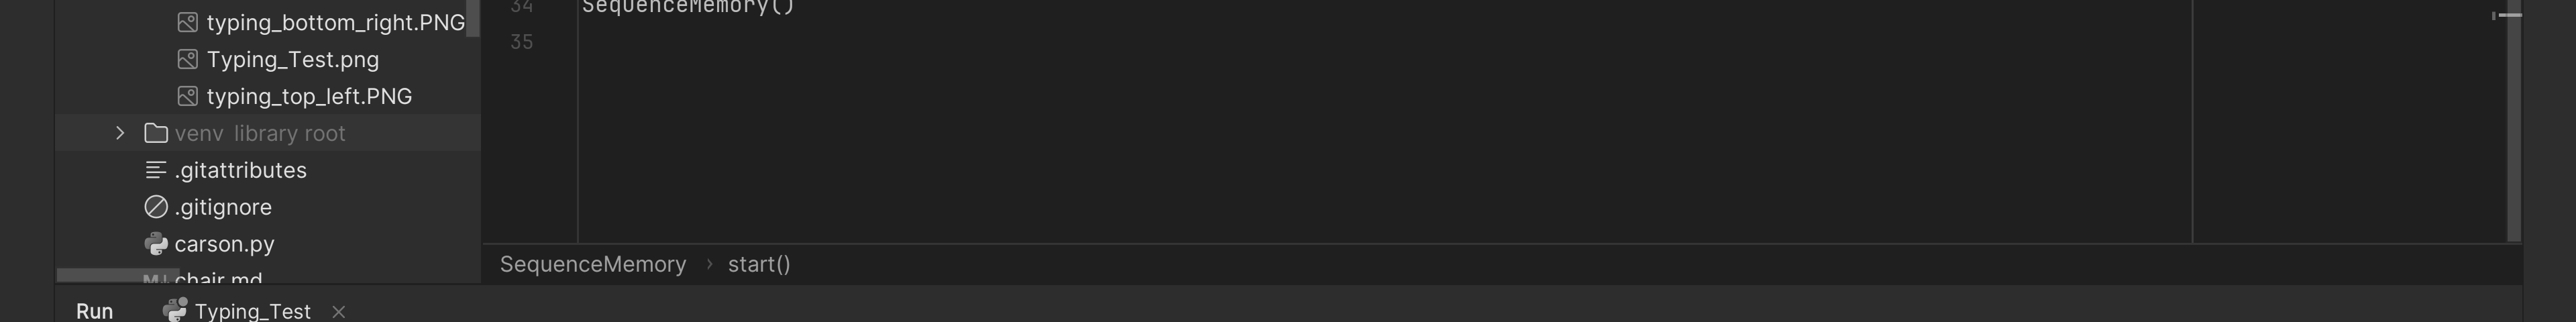 typing_bottom_right.PNG
Typing_Test.png
typing_top_left.PNG
venv library root
.gitattributes
.gitignore
carson.py
chair.md
34 SequenceMemory()
35
SequenceMemory › start()
Run Typing_Test ×